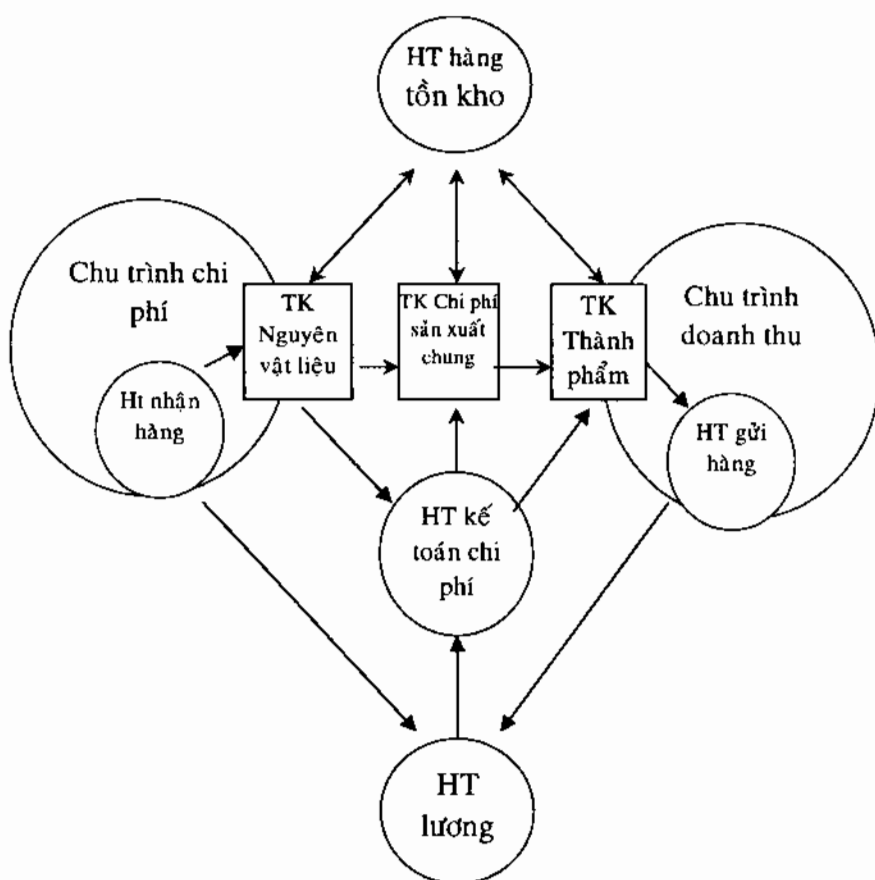 HT hàng
tồn kho
Chu trình chi
phí
TK
Nguyên
vật liệu
TK Chi phí
sản xuất
chung
TK
Thành
phẩm
Chu trình
doanh thu
Ht nhận
hàng
HT gửi
hàng
HT kế
toán chi
phí
HT
lương